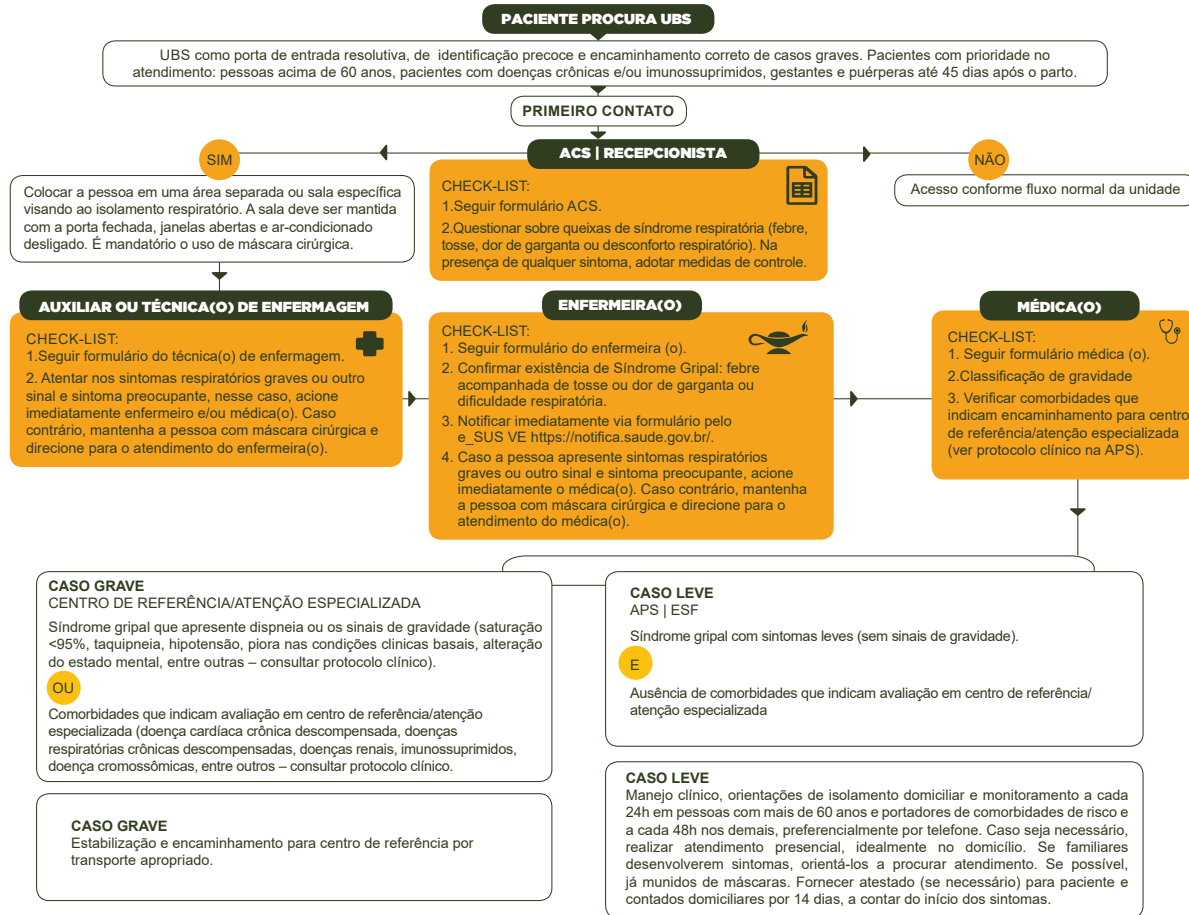 PACIENTE PROCURA UBS
UBS como porta de entrada resolutiva, de identificação precoce e encaminhamento correto de casos graves. Pacientes com prioridade no
atendimento: pessoas acima de 60 anos, pacientes com doenças crônicas e/ou imunossuprimidos, gestantes e puérperas até 45 dias após o parto.
PRIMEIRO CONTATO
SIM
ACS | RECEPCIONISTA
NÃO
Colocar a pessoa em uma área separada ou sala específica
visando ao isolamento respiratório. A sala deve ser mantida
com a porta fechada, janelas abertas e ar-condicionado
desligado. É mandatório o uso de máscara cirúrgica.
CHECK-LIST:
1.Seguir formulário ACS.
2.Questionar sobre queixas de síndrome respiratória (febre,
tosse, dor de garganta ou desconforto respiratório). Na
presença de qualquer sintoma, adotar medidas de controle.
Acesso conforme fluxo normal da unidade
AUXILIAR OU TÉCNICA(O) DE ENFERMAGEM
CHECK-LIST:
1.Seguir formulário do técnica(o) de enfermagem.
2. Atentar nos sintomas respiratórios graves ou outro
sinal e sintoma preocupante, nesse caso, acione
imediatamente enfermeiro e/ou médica(o). Caso
contrário, mantenha a pessoa com máscara cirúrgica e
direcione para o atendimento do enfermeira(o).
ENFERMEIRA(O)
CHECK-LIST:
1. Seguir formulário do enfermeira (o).
2. Confirmar existência de Síndrome Gripal: febre
acompanhada de tosse ou dor de garganta ou
dificuldade respiratória.
3. Notificar imediatamente via formulário pelo
e_SUS VE https://notifica.saude.gov.br/.
4. Caso a pessoa apresente sintomas respiratórios
graves ou outro sinal e sintoma preocupante, acione
imediatamente o médica(o). Caso contrário, mantenha
a pessoa com máscara cirúrgica e direcione para o
atendimento do médica(o).
MÉDICA(O)
CHECK-LIST:
1. Seguir formulário médica (o).
2.Classificação de gravidade
3. Verificar comorbidades que
indicam encaminhamento para centro
de referência/atenção especializada
(ver protocolo clínico na APS).
CASO GRAVE
CENTRO DE REFERÊNCIA/ATENÇÃO ESPECIALIZADA
Síndrome gripal que apresente dispneia ou os sinais de gravidade (saturação
<95%, taquipneia, hipotensão, piora nas condições clinicas basais, alteração
do estado mental, entre outras – consultar protocolo clínico).
OU
Comorbidades que indicam avaliação em centro de referência/atenção
especializada (doença cardíaca crônica descompensada, doenças
respiratórias crônicas descompensadas, doenças renais, imunossuprimidos,
doença cromossômicas, entre outros – consultar protocolo clínico.
CASO LEVE
APS | ESF
Síndrome gripal com sintomas leves (sem sinais de gravidade).
E
Ausência de comorbidades que indicam avaliação em centro de referência/
atenção especializada
CASO GRAVE
Estabilização e encaminhamento para centro de referência por
transporte apropriado.
CASO LEVE
Manejo clínico, orientações de isolamento domiciliar e monitoramento a cada
24h em pessoas com mais de 60 anos e portadores de comorbidades de risco e
a cada 48h nos demais, preferencialmente por telefone. Caso seja necessário,
realizar atendimento presencial, idealmente no domicílio. Se familiares
desenvolverem sintomas, orientá-los a procurar atendimento. Se possível,
já munidos de máscaras. Fornecer atestado (se necessário) para paciente e
contados domiciliares por 14 dias, a contar do início dos sintomas.